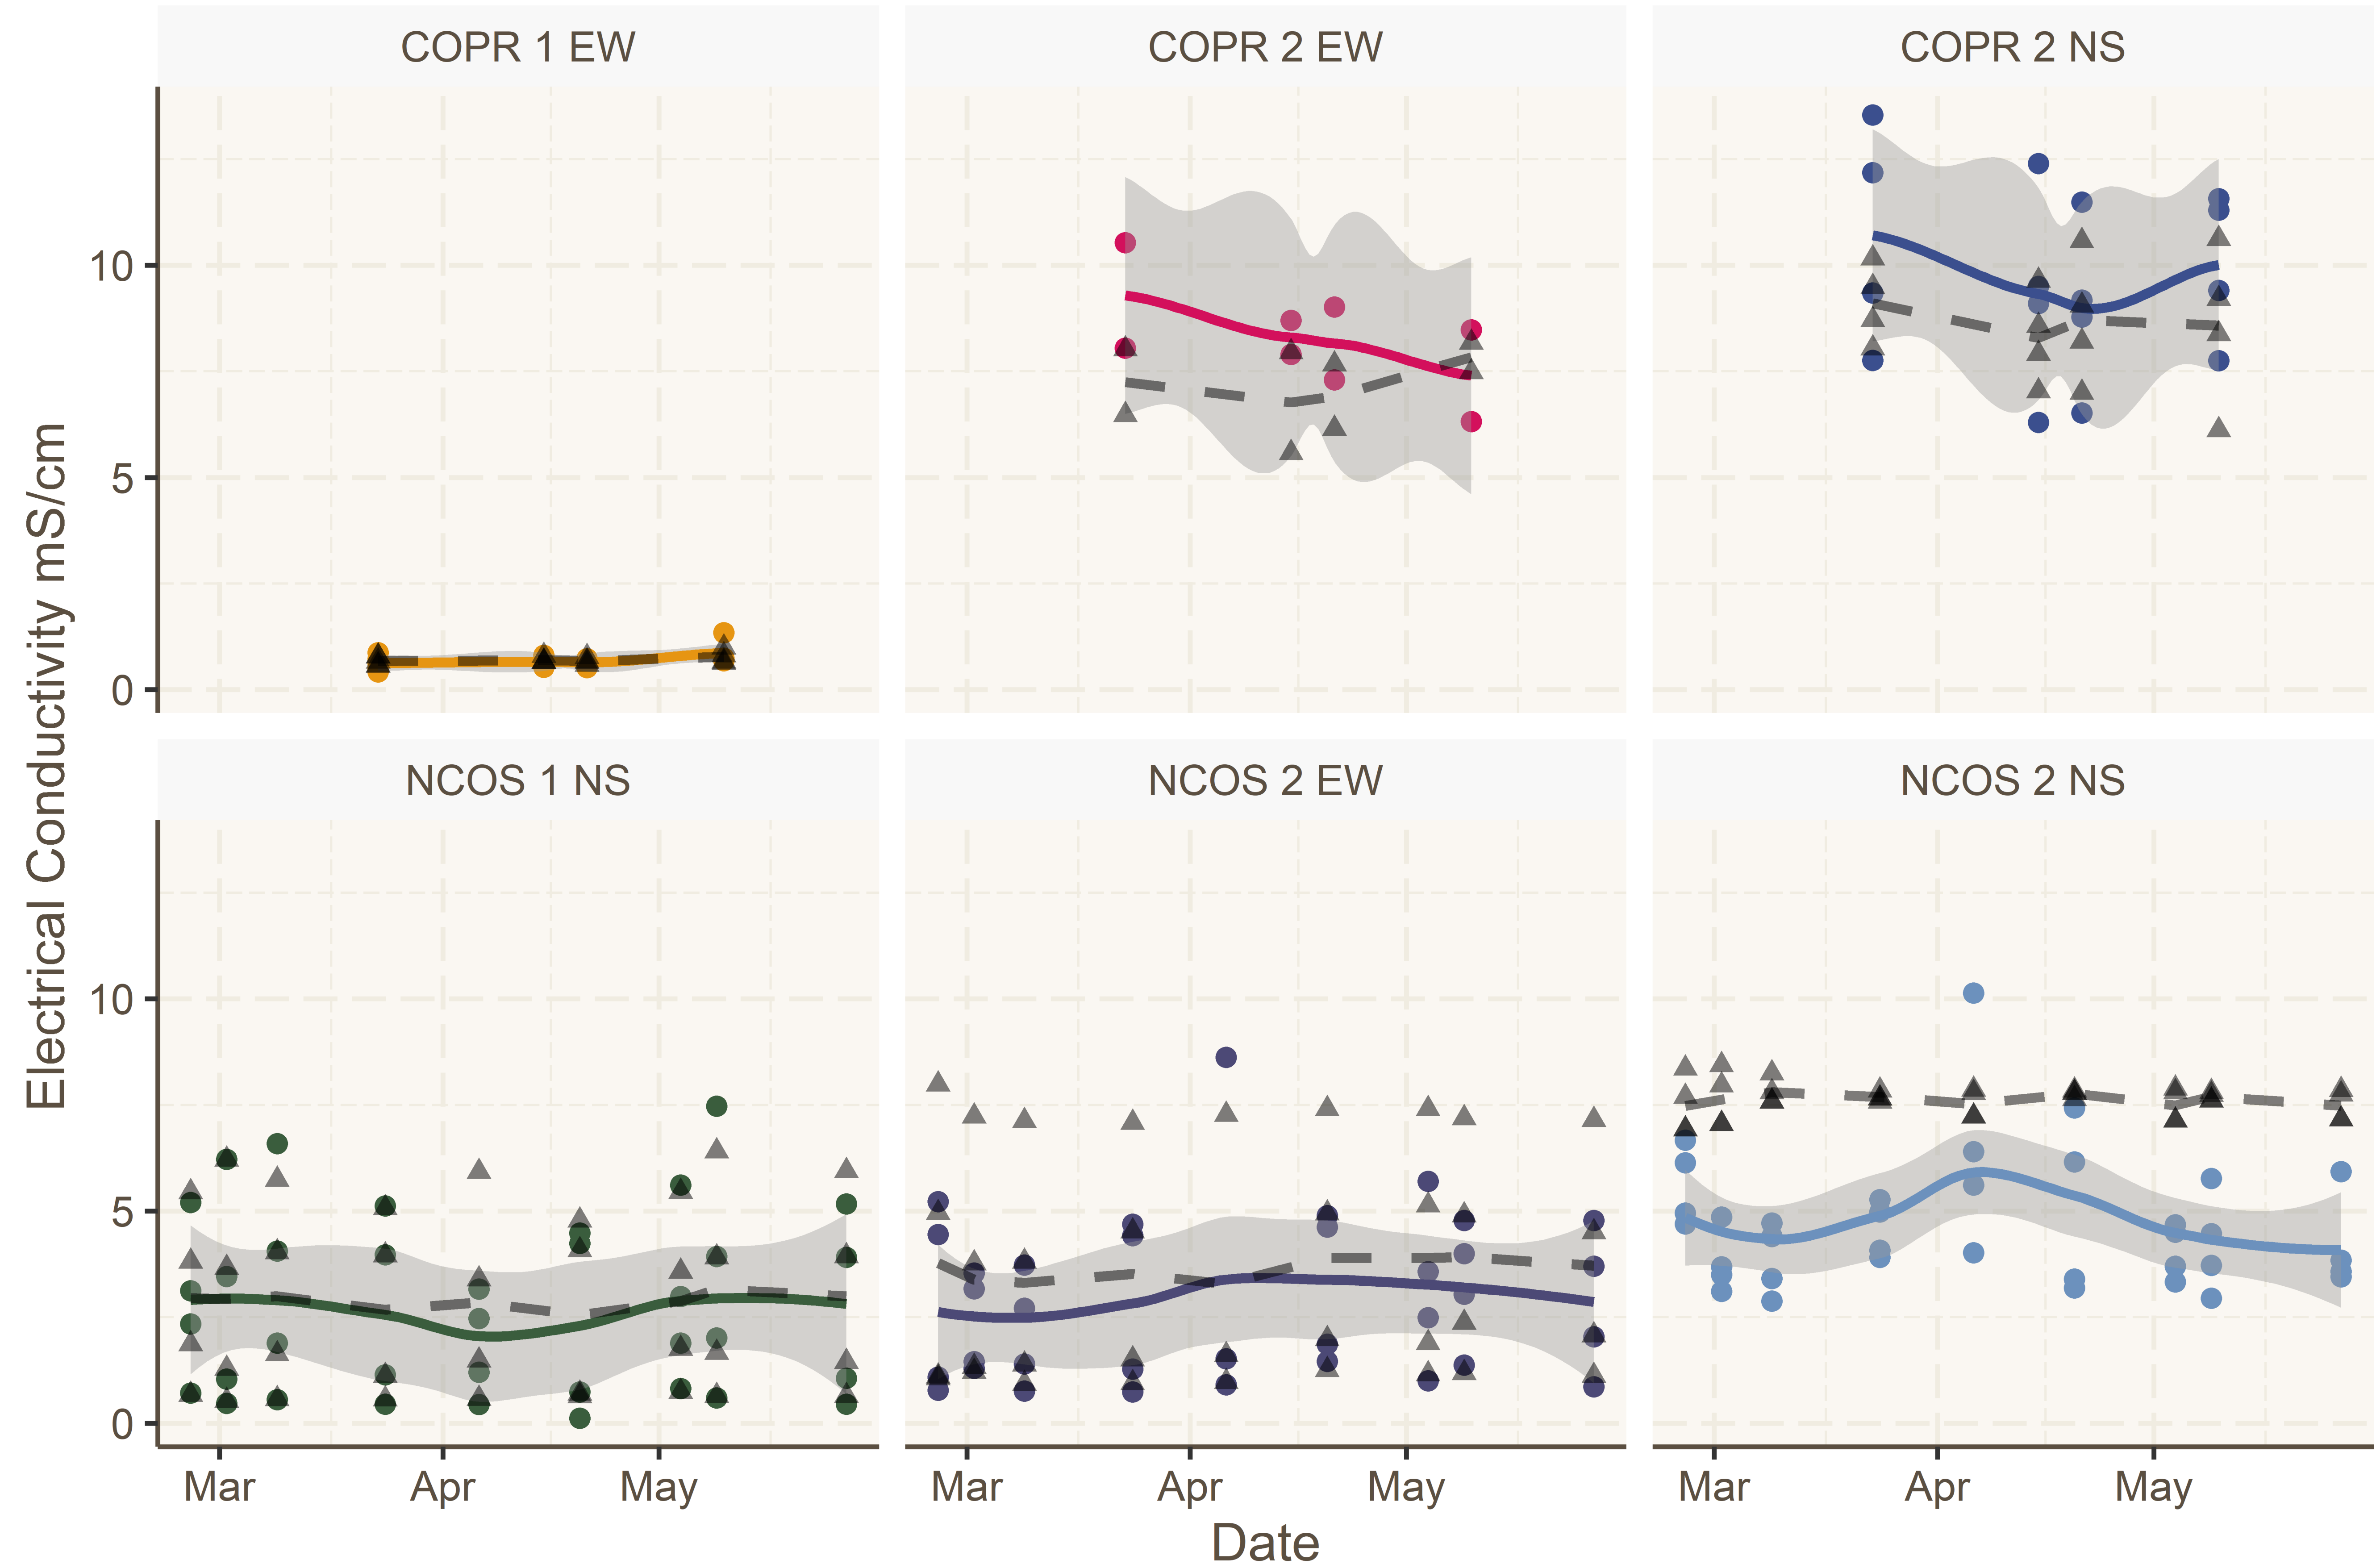 COPR 1 EW
COPR 2 EW
COPR 2 NS
10
5
0
NCOS 1 NS
NCOS 2 EW
NCOS 2 NS
10
5
0
Electrical Conductivity mS/cm
Mar
Apr
May
Mar
Apr
May
Mar
Apr
May
Date